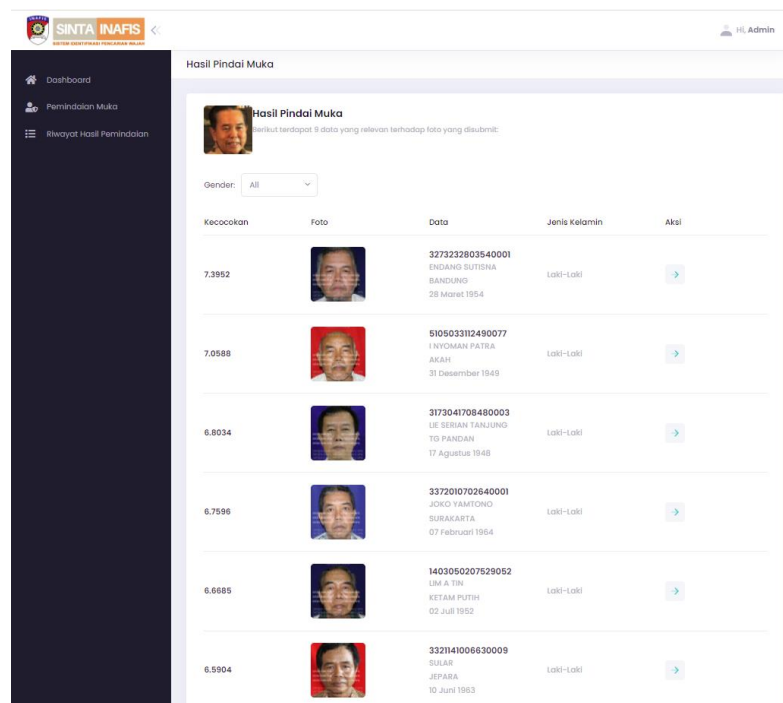 INAFIS
SINTA INAFIS
SISTEM IDENTIFIKASI PENCARIAN WAJAH
Hi, Admin
Dashboard
Pemindaian Muka
Riwayat Hasil Pemindaian
Hasil Pindai Muka
Hasil Pindai Muka
Berikut terdapat 9 data yang relevan terhadap foto yang disubmit:
Gender: All
Kecocokan Foto Data Jenis Kelamin Aksi
7.3952
3273232803540001
ENDANG SUTISNA
BANDUNG
28 Maret 1954
Laki-Laki
7.0588
5105033112490077
I NYOMAN PATRA
AKAH
31 Desember 1949
Laki-Laki
6.8034
3173041708480003
LIE SERIAN TANJUNG
TG PANDAN
17 Agustus 1948
Laki-Laki
6.7596
3372010702640001
JOKO YAMTONO
SURAKARTA
07 Februari 1964
Laki-Laki
6.6685
1403050207529052
LIM A TIN
KETAM PUTIH
02 Juli 1952
Laki-Laki
6.5904
3321141006630009
SULAR
JEPARA
10 Juni 1963
Laki-Laki